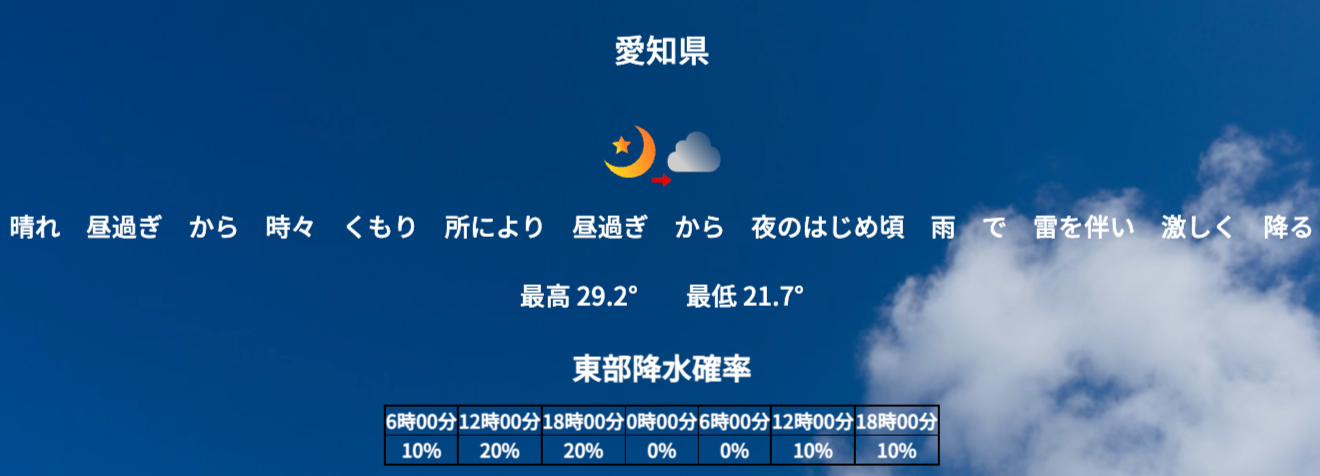 愛知県
晴れ　昼過ぎ　から　時々　くもり　所により　昼過ぎ　から　夜のはじめ頃　雨　で　雷を伴い　激しく　降る
最高 29.2°　最低 21.7°
東部降水確率
6時00分 12時00分 18時00分 0時00分 6時00分 12時00分 18時00分
10% 20% 20% 0% 0% 10% 10%